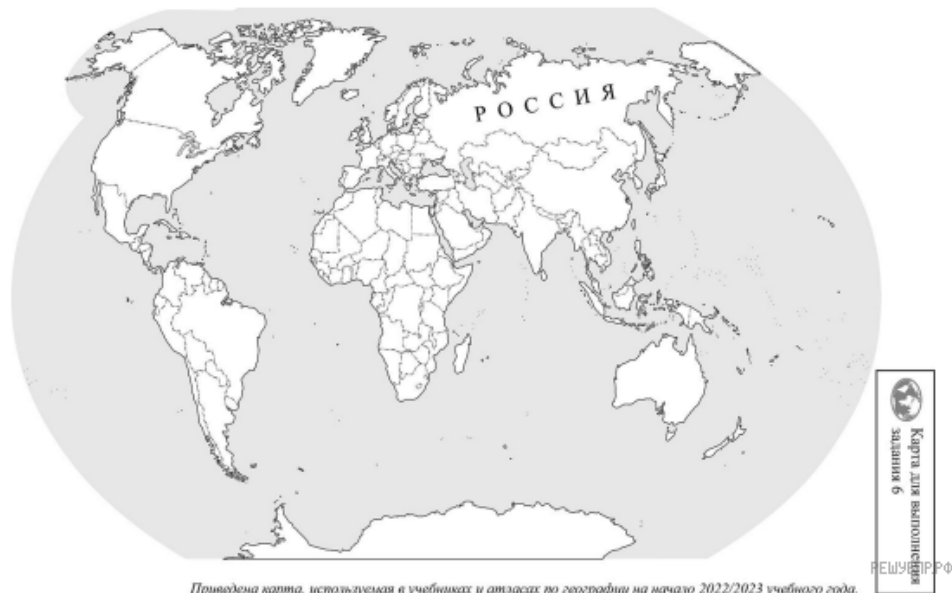 РОССИЯ
Карта для выполнения
задания 6
РЕШУВПР.РФ
Приведена карта, используемая в учебниках и атласах по географии на начало 2022/2023 учебного года.